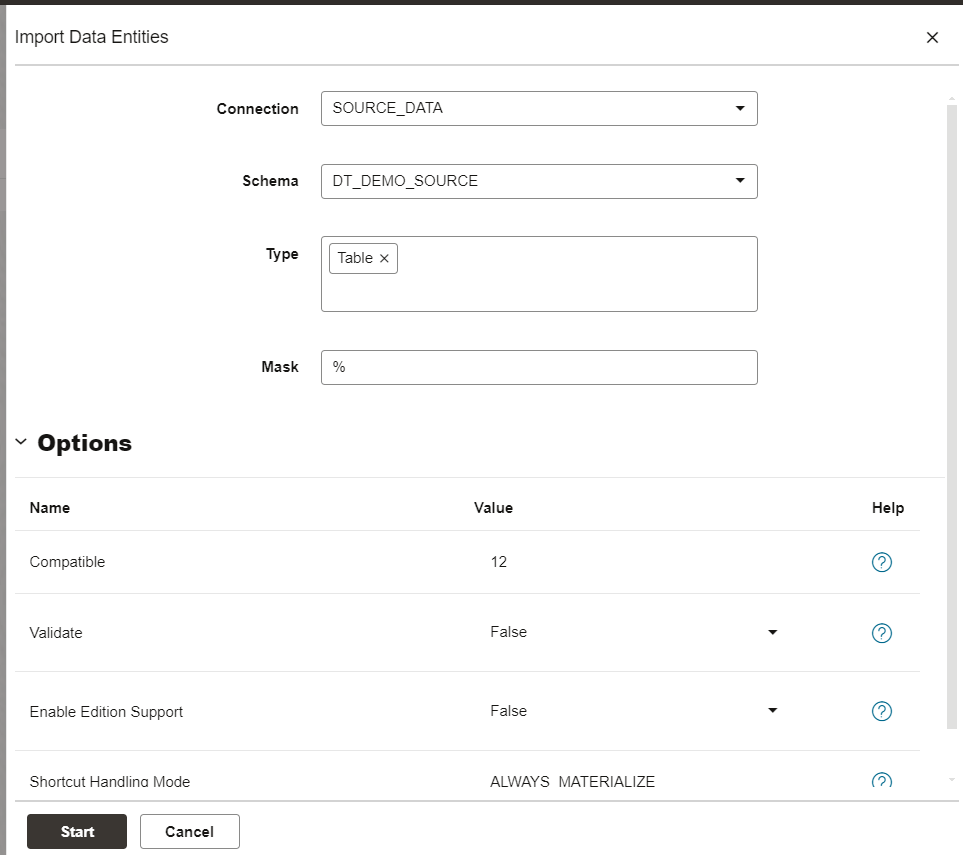 Import Data Entities ×
Connection SOURCE_DATA
Schema DT_DEMO_SOURCE
Type Table ×
Mask %
Options
Name Value Help
Compatible 12 ?
Validate False ?
Enable Edition Support False ?
Shortcut Handling Mode ALWAYS_MATERIALIZE ?
Start Cancel